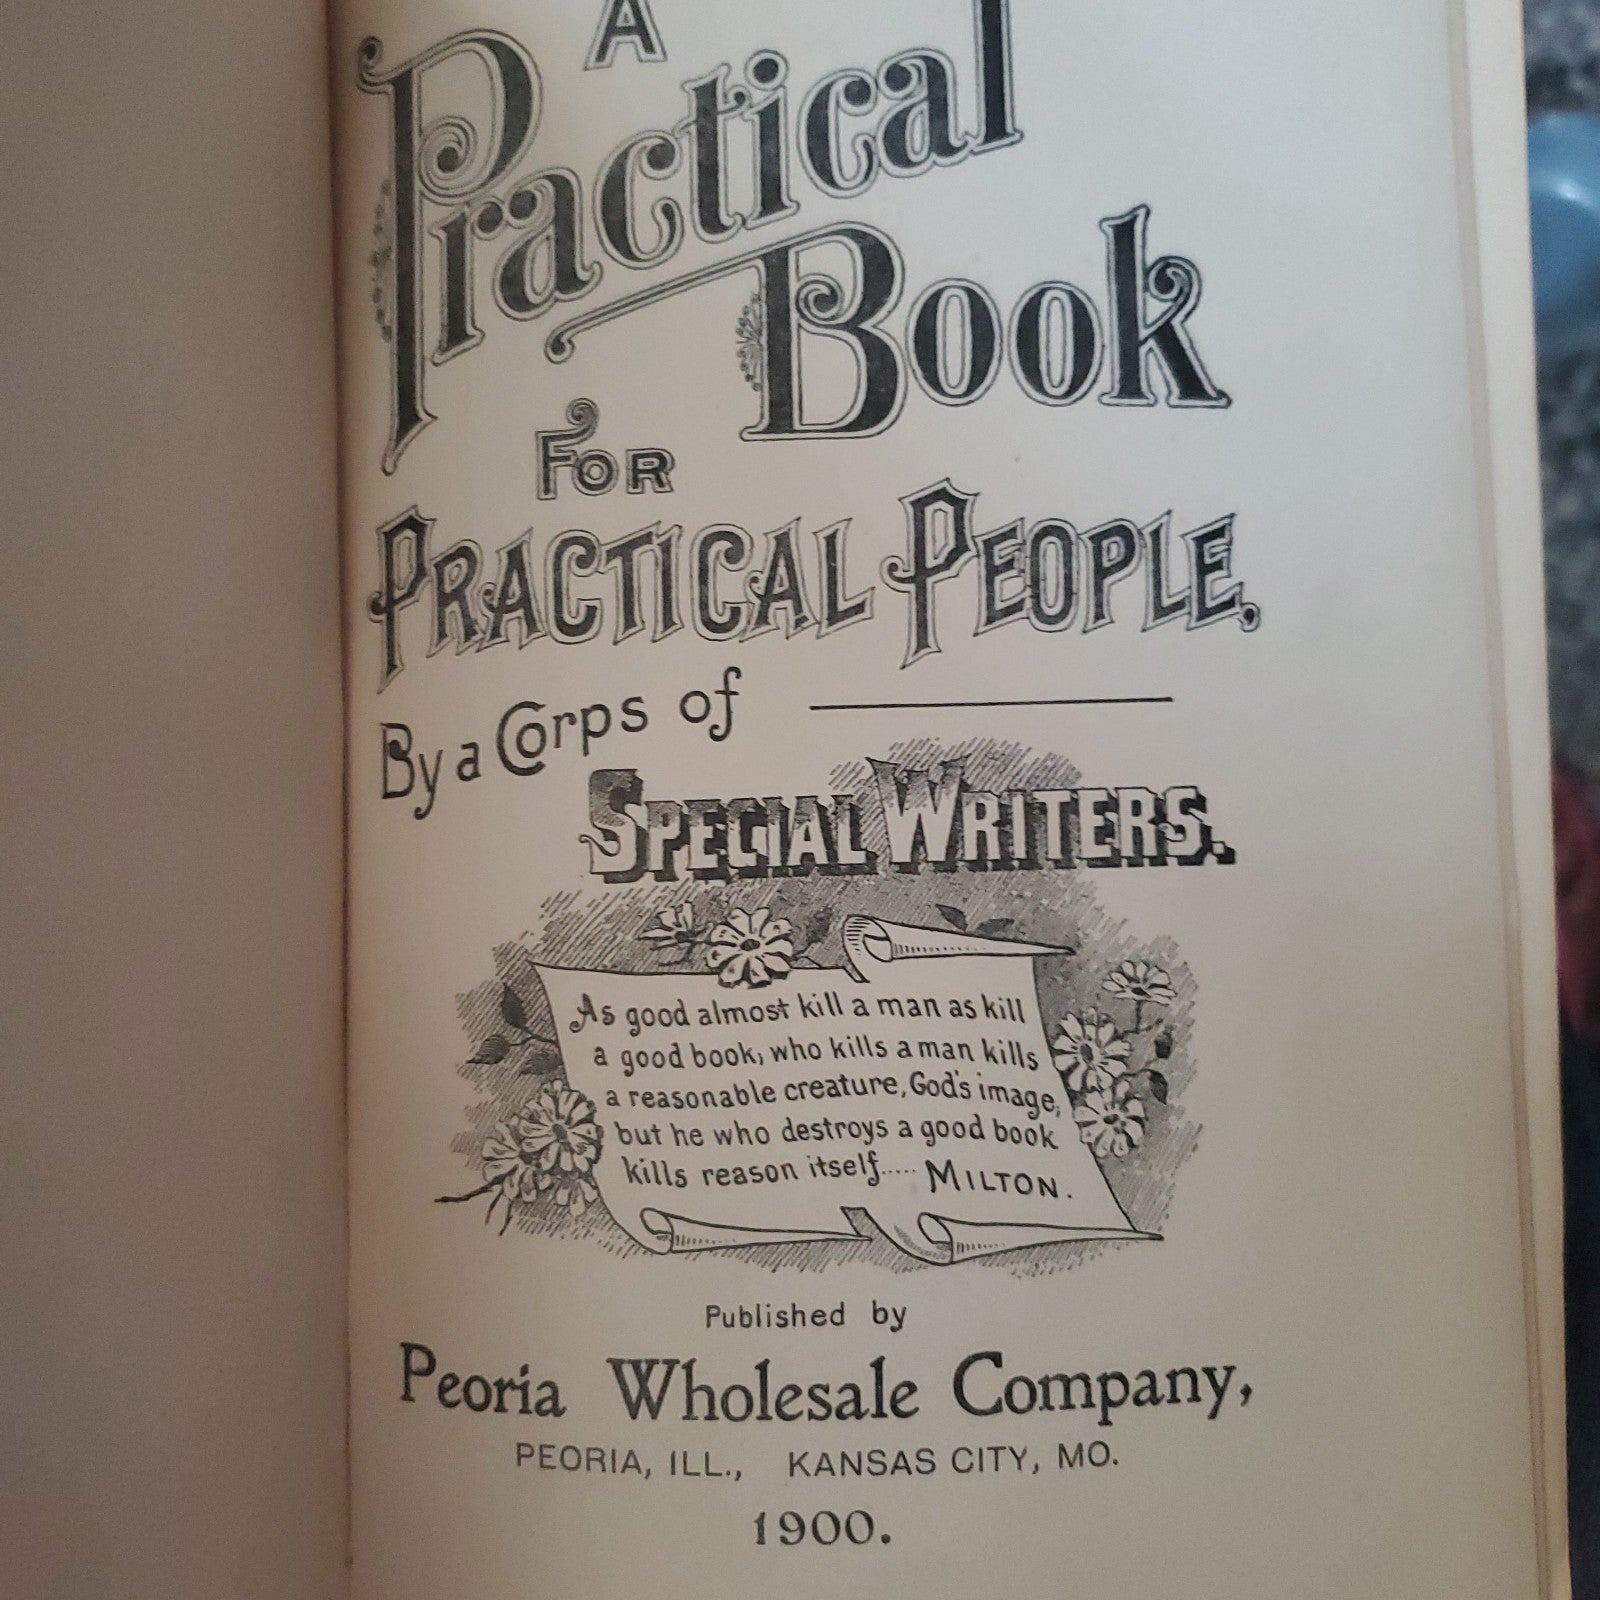 A
Practical
Book
FOR
PRACTICAL PEOPLE,
By a Corps of
SPECIAL WRITERS.
As good almost kill a man as kill
a good book, who kills a man kills
a reasonable creature, God's image,
but he who destroys a good book
kills reason itself..... MILTON.
Published by
Peoria Wholesale Company,
PEORIA, ILL., KANSAS CITY, MO.
1900.